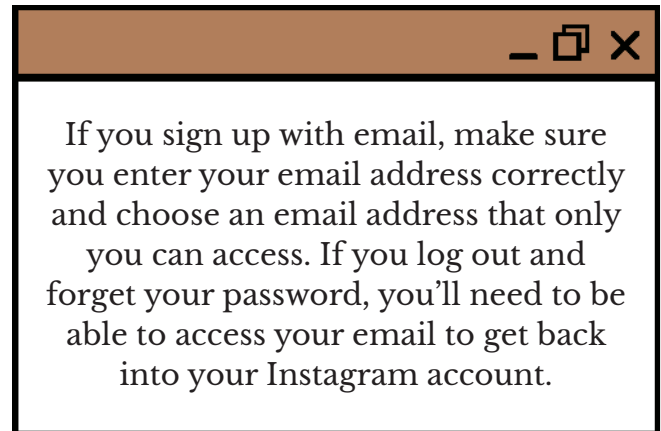 If you sign up with email, make sure
you enter your email address correctly
and choose an email address that only
you can access. If you log out and
forget your password, you’ll need to be
able to access your email to get back
into your Instagram account.